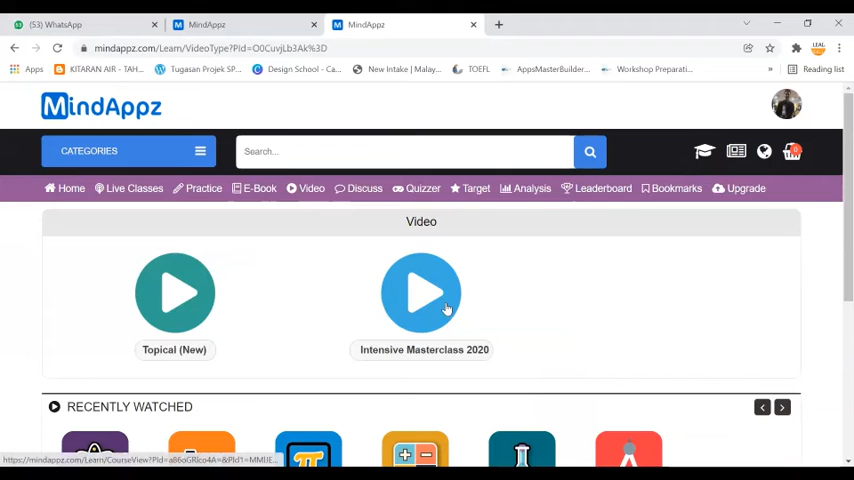 (53) WhatsApp
MindAppz
MindAppz
mindappz.com/Learn/VideoType?PId=O0CuvjLb3Ak%3D
Apps
KITARAN AIR - TAH...
Tugasan Projek SP...
Design School - Ca...
New Intake | Malay...
TOEFL
AppsMasterBuilder...
Workshop Preparati...
»
Reading list
MindAppz
CATEGORIES
Search...
0
Home
Live Classes
Practice
E-Book
Video
Discuss
Quizzer
Target
Analysis
Leaderboard
Bookmarks
Upgrade
Video
Topical (New)
Intensive Masterclass 2020
RECENTLY WATCHED